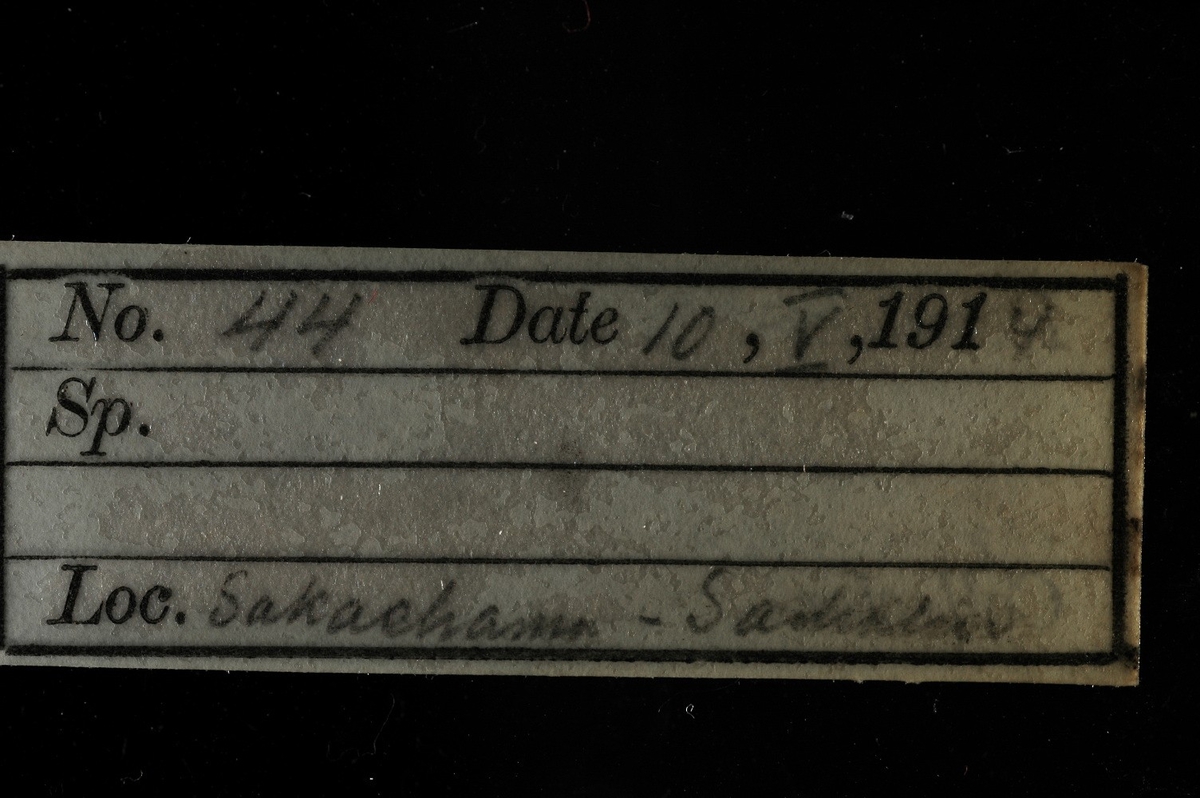 No. 44 Date 10, V, 1914
Sp.
Loc. Sakachama -